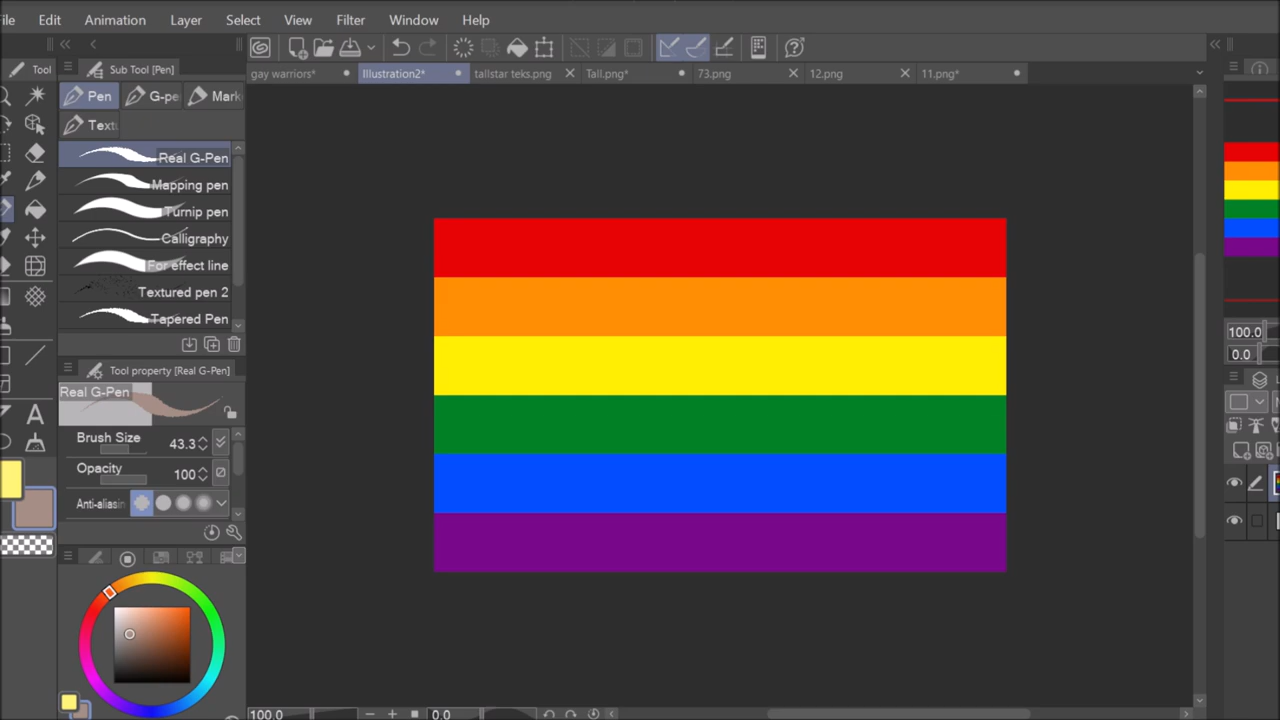 File Edit Animation Layer Select View Filter Window Help
Tool Sub Tool [Pen]
gay warriors* Illustration2* tallstar teks.png Tall.png* 73.png 12.png 11.png*
Pen G-pe Mark
Textu
Real G-Pen
Mapping pen
Turnip pen
Calligraphy
For effect line
Textured pen 2
Tapered Pen
Tool property [Real G-Pen]
Real G-Pen
Brush Size 43.3
Opacity 100
Anti-aliasin
A
100.0
0.0
100.0 0.0